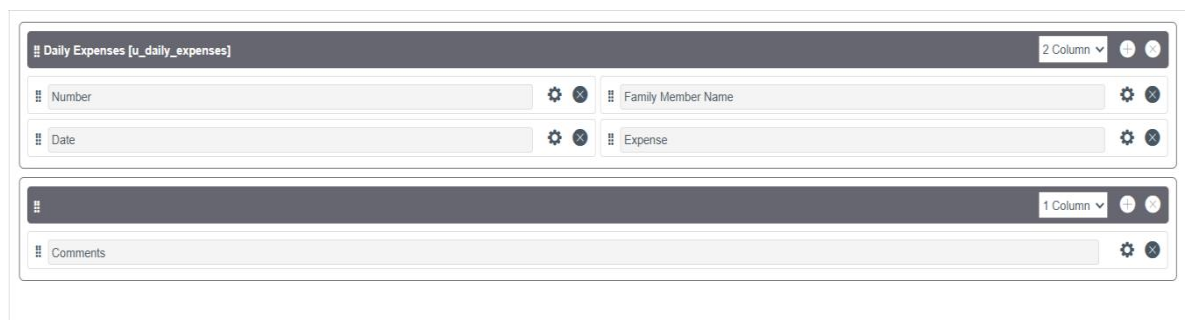 Daily Expenses [u_daily_expenses]
2 Column
Number
Family Member Name
Date
Expense
1 Column
Comments